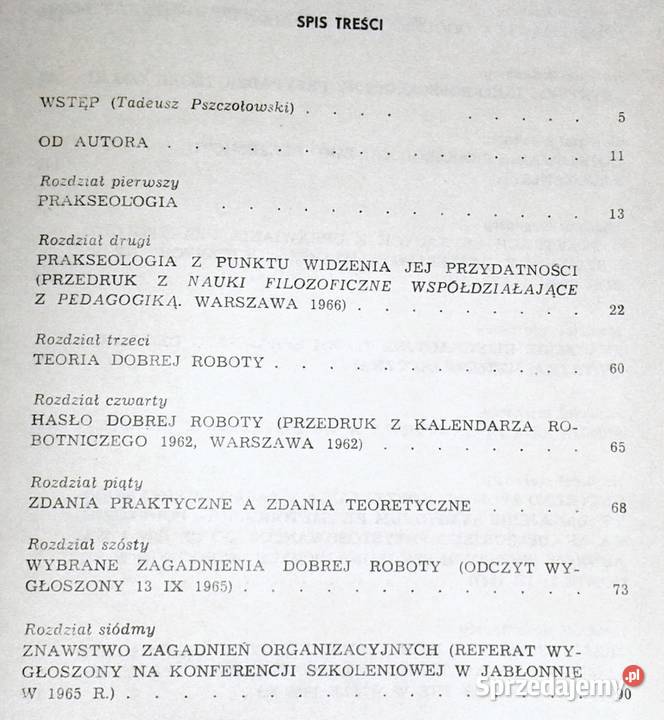 SPIS TREŚCI
WSTĘP (Tadeusz Pszczołowski) . . . . . . . 5
OD AUTORA . . . . . . . . . . . . . 11
Rozdział pierwszy
PRAKSEOLOGIA . . . . . . . . . . . . 13
Rozdział drugi
PRAKSEOLOGIA Z PUNKTU WIDZENIA JEJ PRZYDATNOŚCI
(PRZEDRUK Z NAUKI FILOZOFICZNE WSPÓŁDZIAŁAJĄCE
Z PEDAGOGIKĄ. WARSZAWA 1966) . . . . . . . 22
Rozdział trzeci
TEORIA DOBREJ ROBOTY . . . . . . . . . . 60
Rozdział czwarty
HASŁO DOBREJ ROBOTY (PRZEDRUK Z KALENDARZA RO-
BOTNICZEGO 1962, WARSZAWA 1962) . . . . . . . 65
Rozdział piąty
ZDANIA PRAKTYCZNE A ZDANIA TEORETYCZNE . . . . 68
Rozdział szósty
WYBRANE ZAGADNIENIA DOBREJ ROBOTY (ODCZYT WY-
GŁOSZONY 13 IX 1965) . . . . . . . . . . . 73
Rozdział siódmy
ZNAWSTWO ZAGADNIEŃ ORGANIZACYJNYCH (REFERAT WY-
GŁOSZONY NA KONFERENCJI SZKOLENIOWEJ W JABŁONNIE
W 1965 R.) . . . . . . . . . . . . . . 90
Sprzedajemy.pl